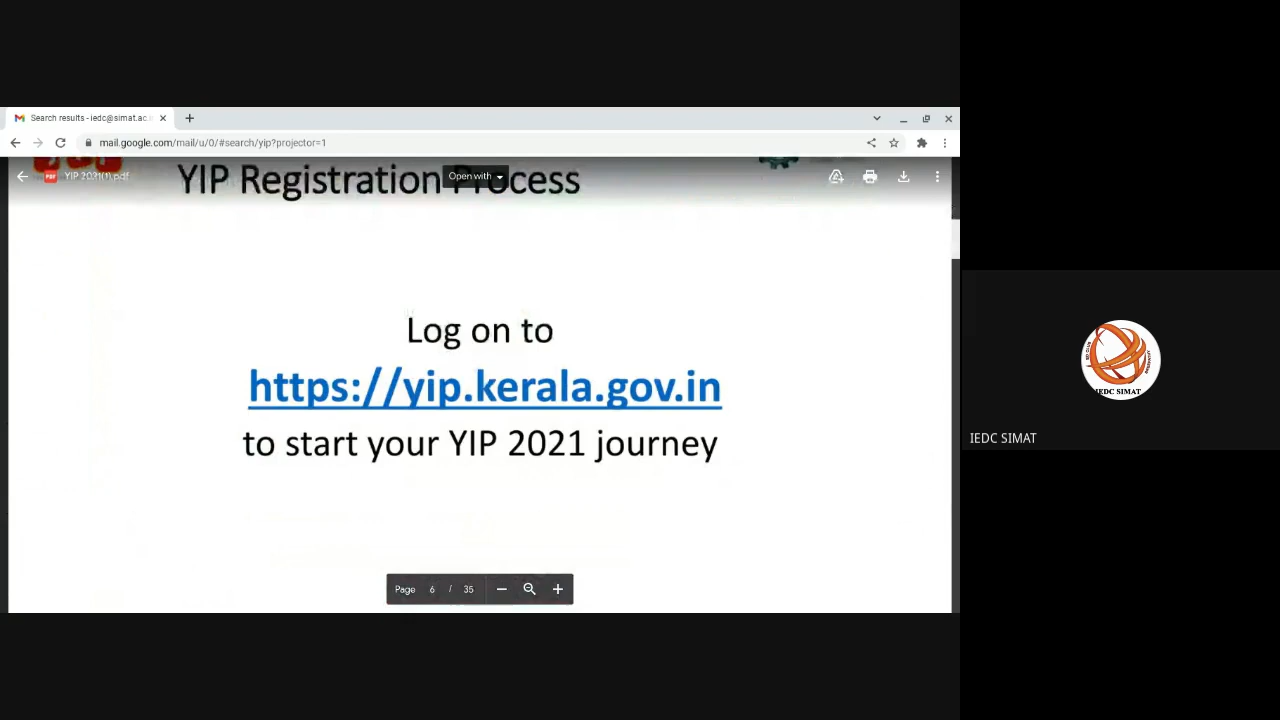 Search results - iedc@simat.ac.i
mail.google.com/mail/u/0/#search/yip?projector=1
PDF
YIP 2021(1).pdf
Open with
YIP Registration Process
Log on to
https://yip.kerala.gov.in
to start your YIP 2021 journey
Page 6 / 35
IEDC SIMAT
IEDC SIMAT